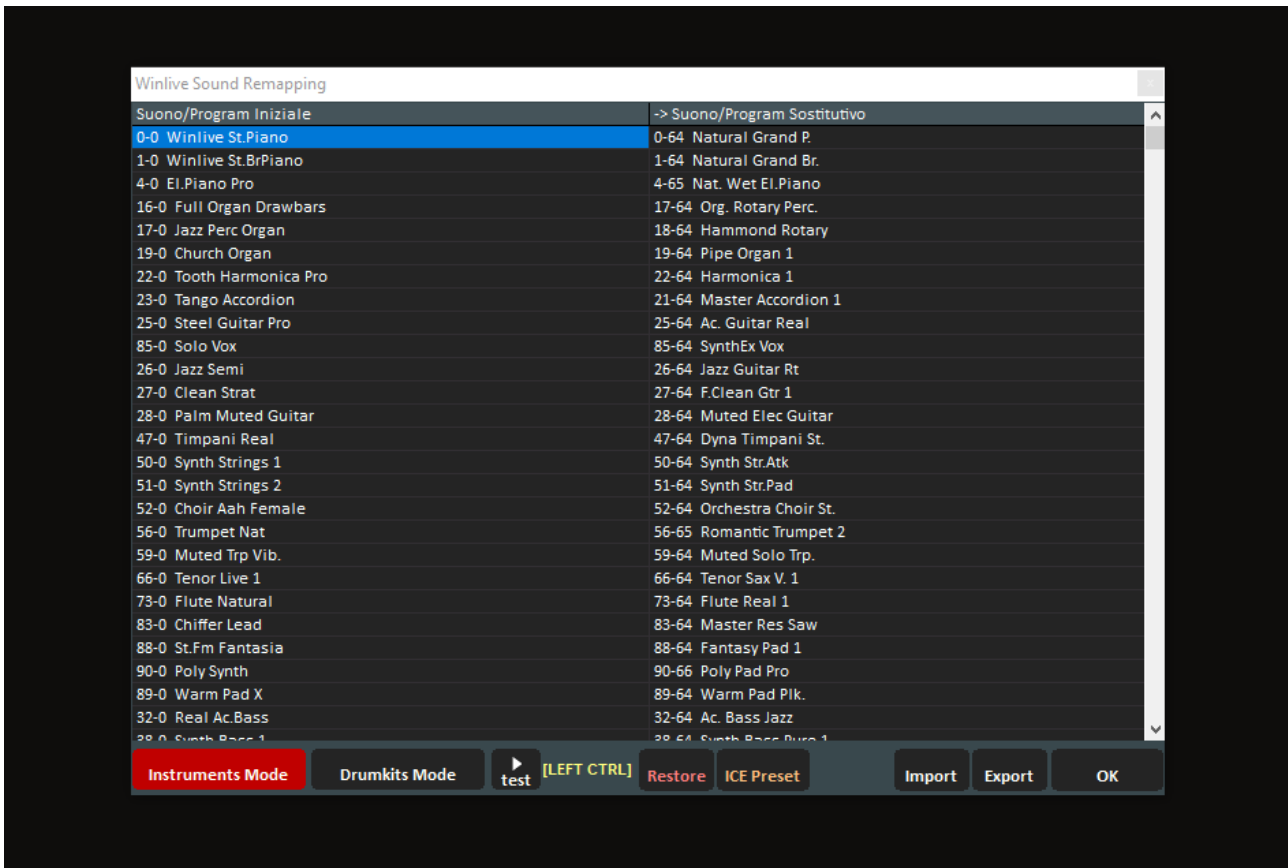 Winlive Sound Remapping
Suono/Program Iniziale -> Suono/Program Sostitutivo
0-0 Winlive St.Piano 0-64 Natural Grand P.
1-0 Winlive St.BrPiano 1-64 Natural Grand Br.
4-0 El.Piano Pro 4-65 Nat. Wet El.Piano
16-0 Full Organ Drawbars 17-64 Org. Rotary Perc.
17-0 Jazz Perc Organ 18-64 Hammond Rotary
19-0 Church Organ 19-64 Pipe Organ 1
22-0 Tooth Harmonica Pro 22-64 Harmonica 1
23-0 Tango Accordion 21-64 Master Accordion 1
25-0 Steel Guitar Pro 25-64 Ac. Guitar Real
85-0 Solo Vox 85-64 SynthEx Vox
26-0 Jazz Semi 26-64 Jazz Guitar Rt
27-0 Clean Strat 27-64 F.Clean Gtr 1
28-0 Palm Muted Guitar 28-64 Muted Elec Guitar
47-0 Timpani Real 47-64 Dyna Timpani St.
50-0 Synth Strings 1 50-64 Synth Str.Atk
51-0 Synth Strings 2 51-64 Synth Str.Pad
52-0 Choir Aah Female 52-64 Orchestra Choir St.
56-0 Trumpet Nat 56-65 Romantic Trumpet 2
59-0 Muted Trp Vib. 59-64 Muted Solo Trp.
66-0 Tenor Live 1 66-64 Tenor Sax V. 1
73-0 Flute Natural 73-64 Flute Real 1
83-0 Chiffer Lead 83-64 Master Res Saw
88-0 St.Fm Fantasia 88-64 Fantasy Pad 1
90-0 Poly Synth 90-66 Poly Pad Pro
89-0 Warm Pad X 89-64 Warm Pad Plk.
32-0 Real Ac.Bass 32-64 Ac. Bass Jazz
38-0 Synth Bass 1 38-64 Synth Bass Pure 1
Instruments Mode Drumkits Mode test [LEFT CTRL] Restore ICE Preset Import Export OK